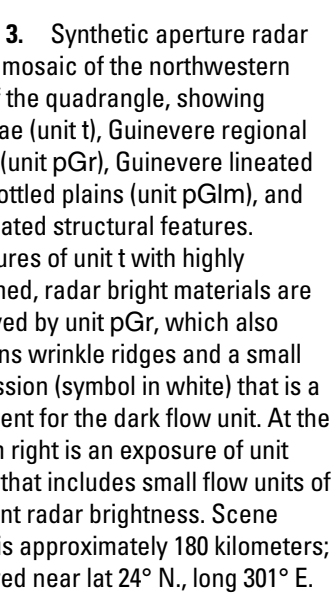 3. Synthetic aperture radar
mosaic of the northwestern
f the quadrangle, showing
ae (unit t), Guinevere regional
(unit pGr), Guinevere lineated
ottled plains (unit pGlm), and
ated structural features.
ures of unit t with highly
ned, radar bright materials are
ved by unit pGr, which also
ns wrinkle ridges and a small
ssion (symbol in white) that is a
ent for the dark flow unit. At the
n right is an exposure of unit
that includes small flow units of
nt radar brightness. Scene
is approximately 180 kilometers;
red near lat 24° N., long 301° E.